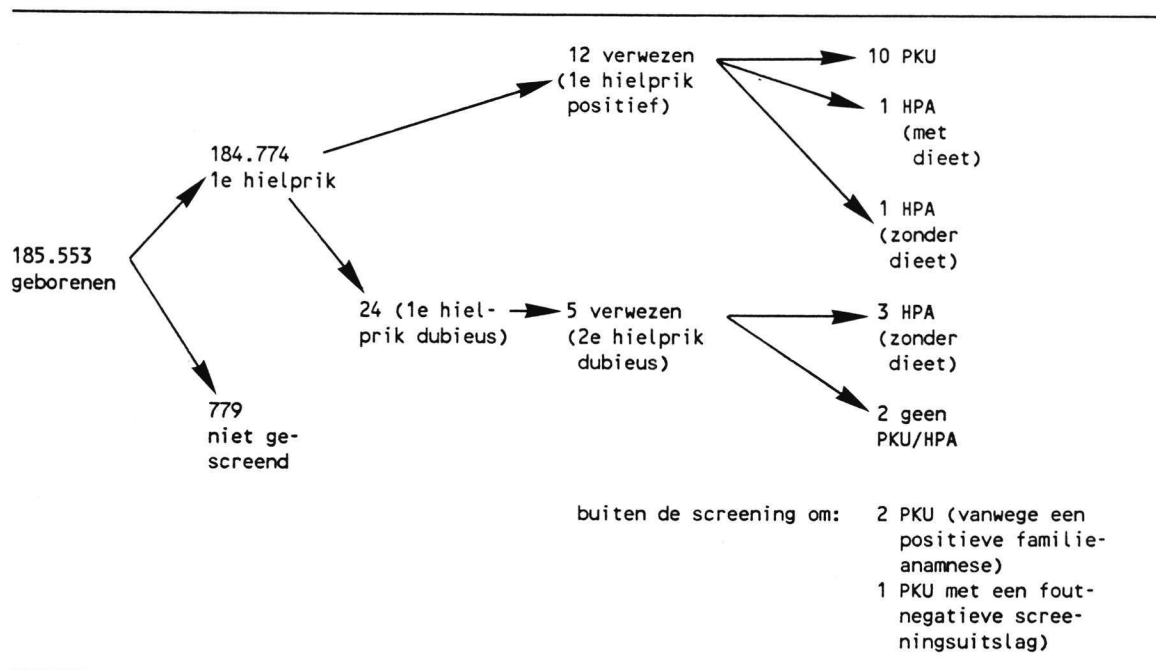 12 verwezen
(1e hielprik
positief)
10 PKU
1 HPA
(met
dieet)
1 HPA
(zonder
dieet)
184.774
1e hielprik
185.553
geborenen
24 (1e hiel-
prik dubieus)
5 verwezen
(2e hielprik
dubieus)
3 HPA
(zonder
dieet)
2 geen
PKU/HPA
779
niet ge-
screend
buiten de screening om:
2 PKU (vanwege een
positieve familie-
anamnese)
1 PKU met een fout-
negatieve scree-
ningsuitslag)